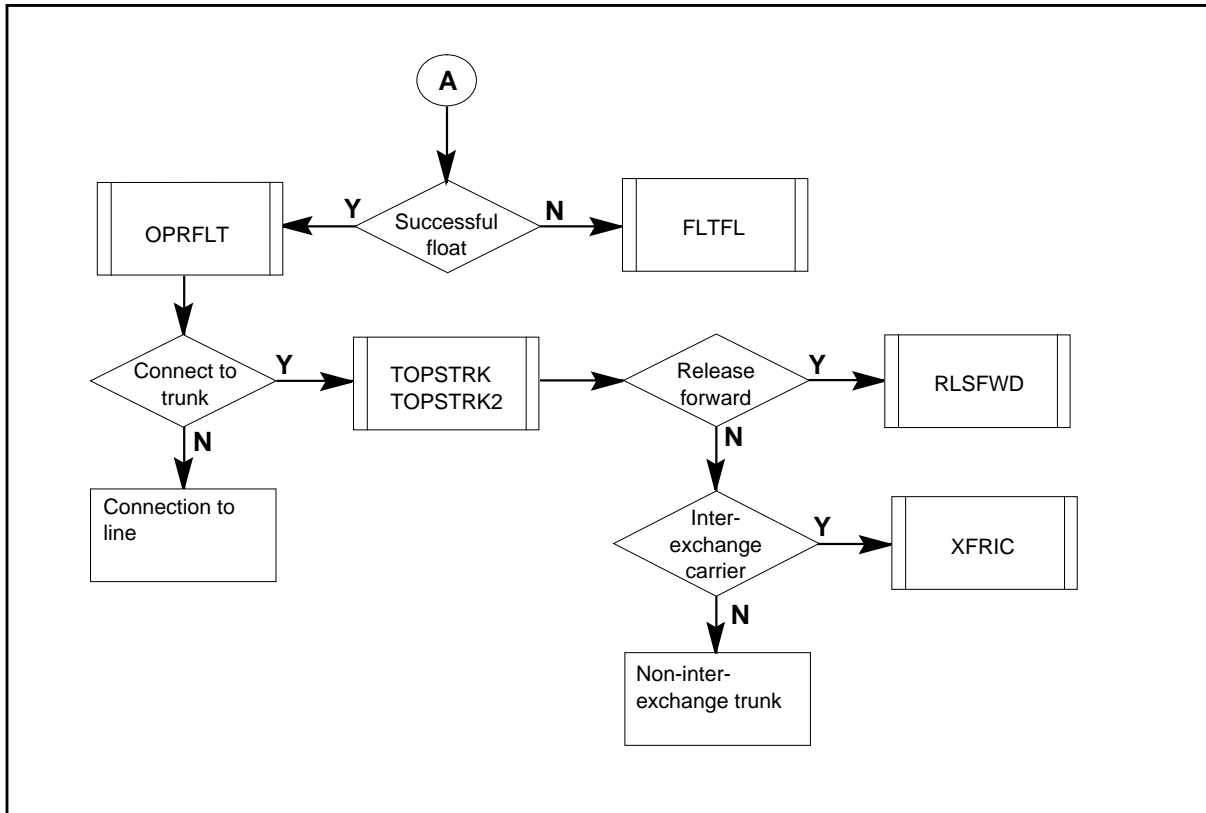 A
Successful
float
Y
N
OPRFLT
FLTFL
Connect to
trunk
Y
N
TOPSTRK
TOPSTRK2
Release
forward
Y
N
RLSFWD
Connection to
line
Inter-
exchange
carrier
Y
N
XFRIC
Non-inter-
exchange trunk